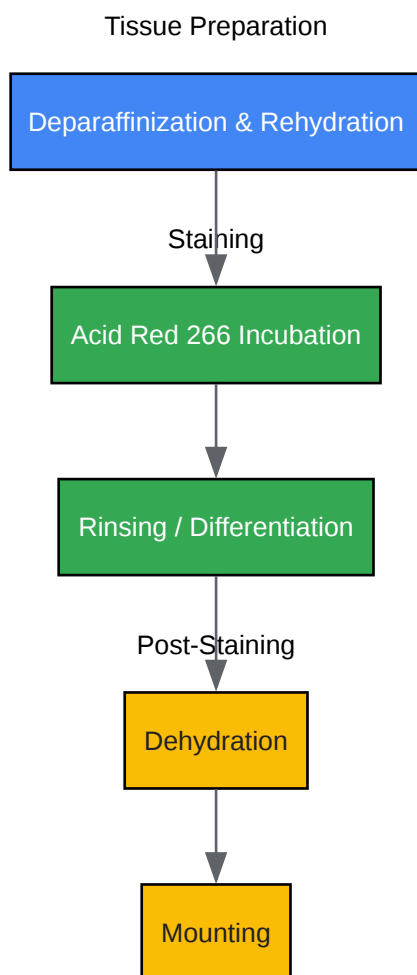 Tissue Preparation
Deparaffinization & Rehydration
Staining
Acid Red 266 Incubation
Rinsing / Differentiation
Post-Staining
Dehydration
Mounting